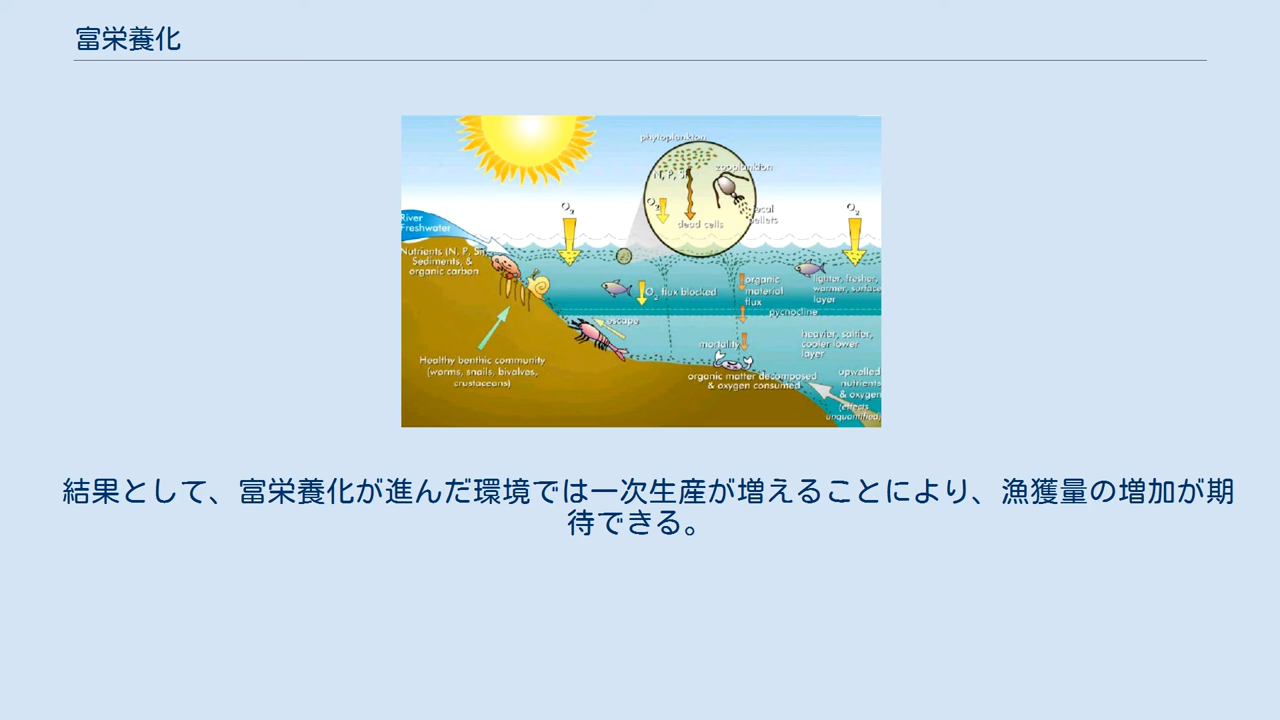 富栄養化
phytoplankton
zooplankton
N, P, Si
O₂
fecal
pellets
dead cells
O₂
O₂
River
Freshwater
Nutrients (N, P, Si)
Sediments, &
organic carbon
O₂ flux blocked
organic
material
flux
lighter, fresher,
warmer, surface
layer
pycnocline
escape
heavier, saltier,
cooler lower
layer
mortality
Healthy benthic community
(worms, snails, bivalves,
crustaceans)
organic matter decomposed
& oxygen consumed
upwelled
nutrients
& oxygen
(effects
unquantified)
結果として、富栄養化が進んだ環境では一次生産が増えることにより、漁獲量の増加が期
待できる。